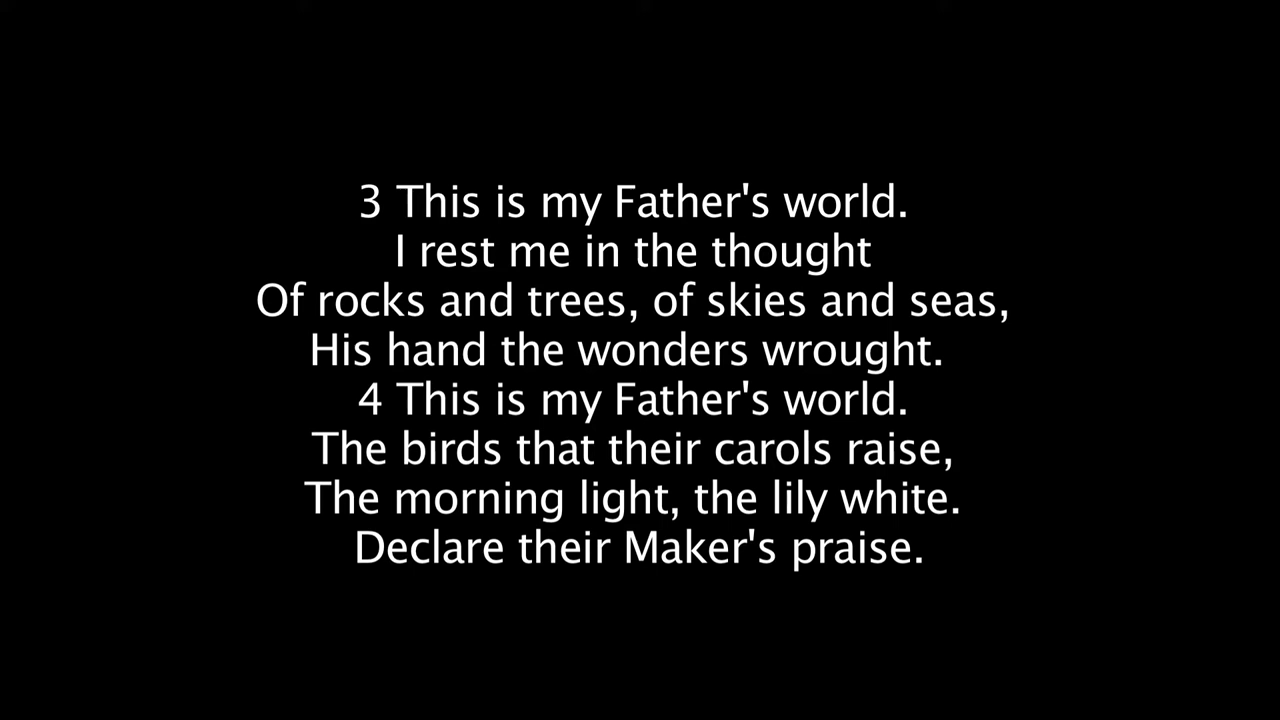 3 This is my Father's world.
I rest me in the thought
Of rocks and trees, of skies and seas,
His hand the wonders wrought.
4 This is my Father's world.
The birds that their carols raise,
The morning light, the lily white.
Declare their Maker's praise.